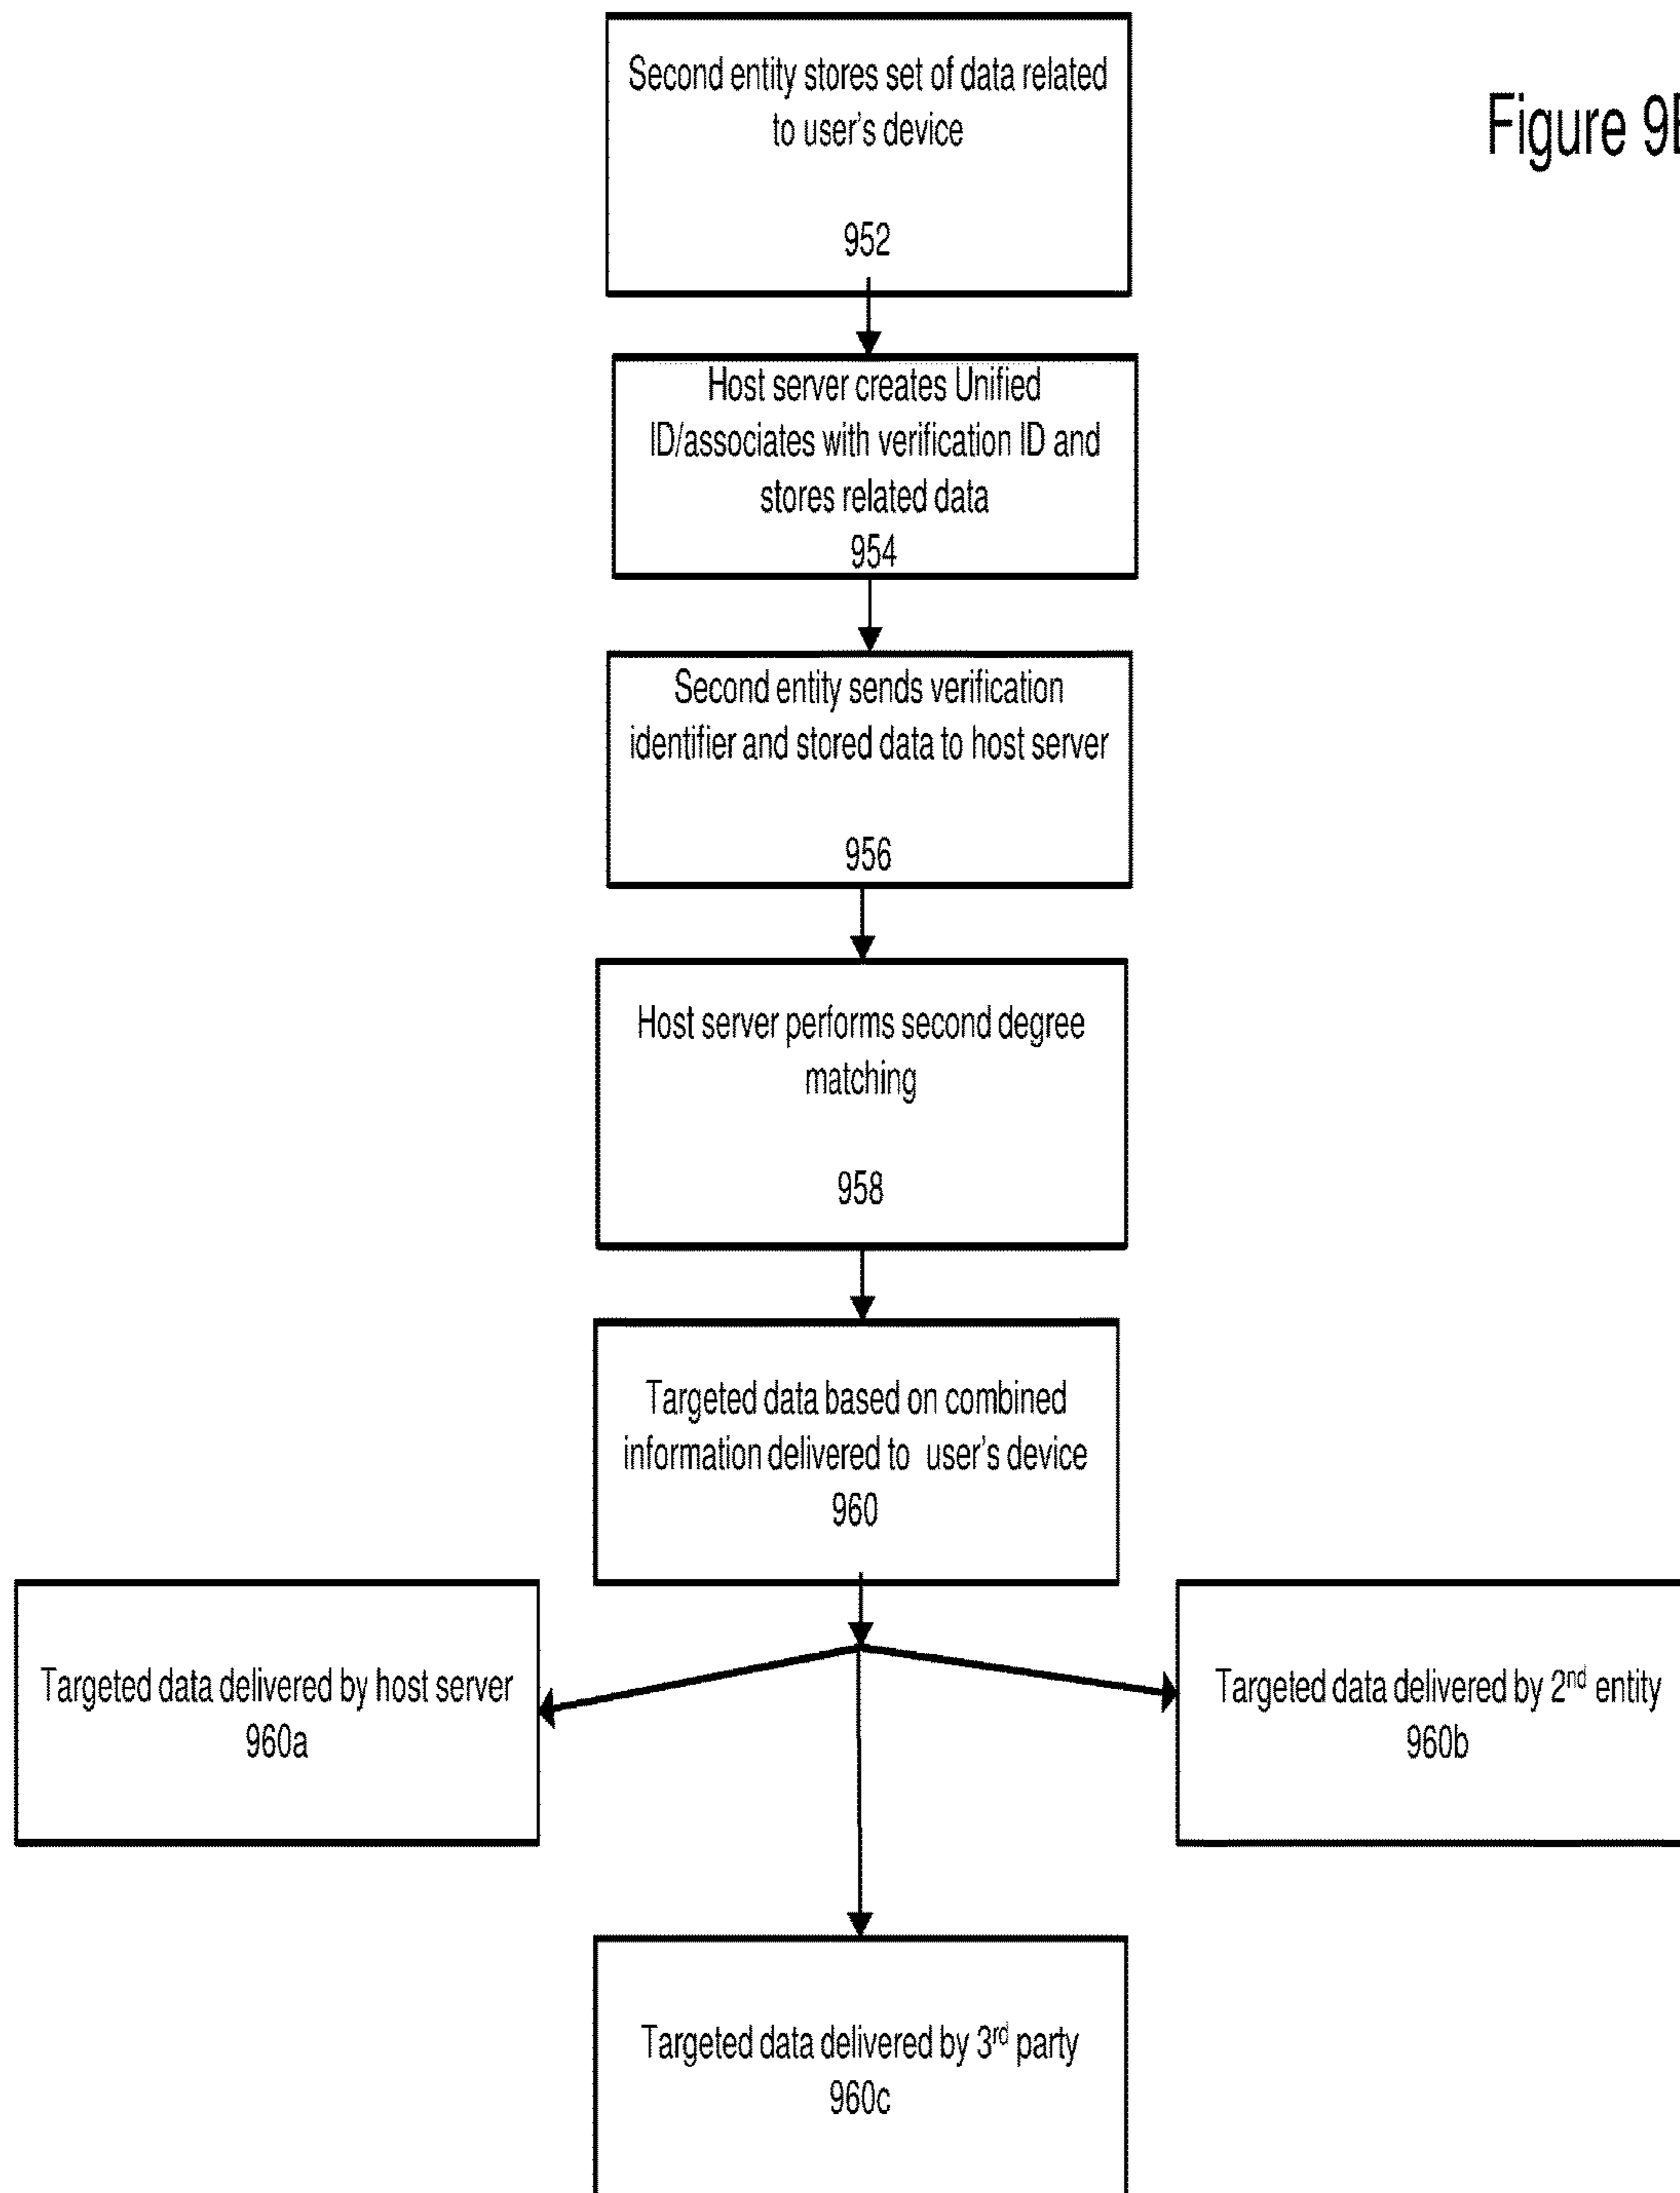 Second entity stores set of data related
to user's device
952
Figure 9
Host server creates Unified
ID/associates with verification ID and
stores related data
954
Second entity sends verification
identifier and stored data to host server
956
Host server performs second degree
matching
958
Targeted data based on combined
information delivered to user's device
960
Targeted data delivered by host server
960a
Targeted data delivered by 2nd entity
960b
Targeted data delivered by 3rd party
960c